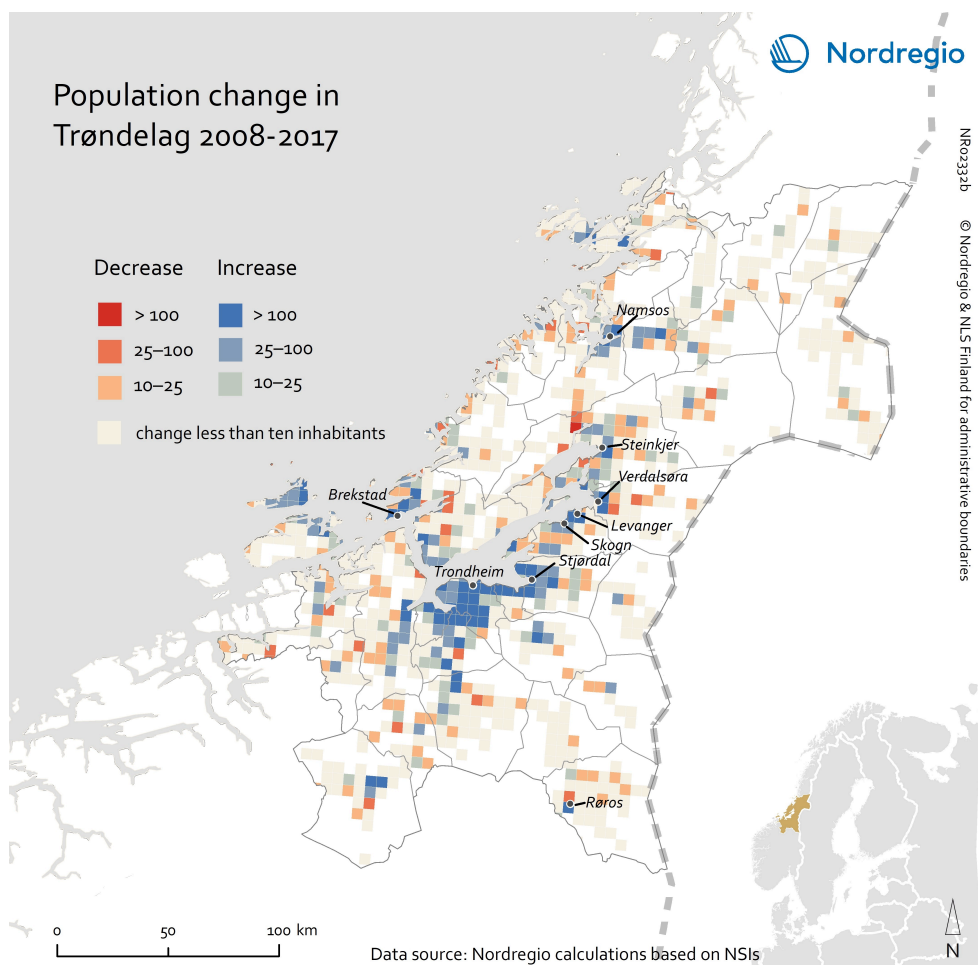 Nordregio
Population change in
Trøndelag 2008-2017
NR02332b © Nordregio & NLS Finland for administrative boundaries
Decrease Increase
> 100 > 100
25–100 25–100
10–25 10–25
change less than ten inhabitants
Namsos
Steinkjer
Verdalsøra
Brekstad
Levanger
Skogn
Stjørdal
Trondheim
Røros
0 50 100 km
N
Data source: Nordregio calculations based on NSIs